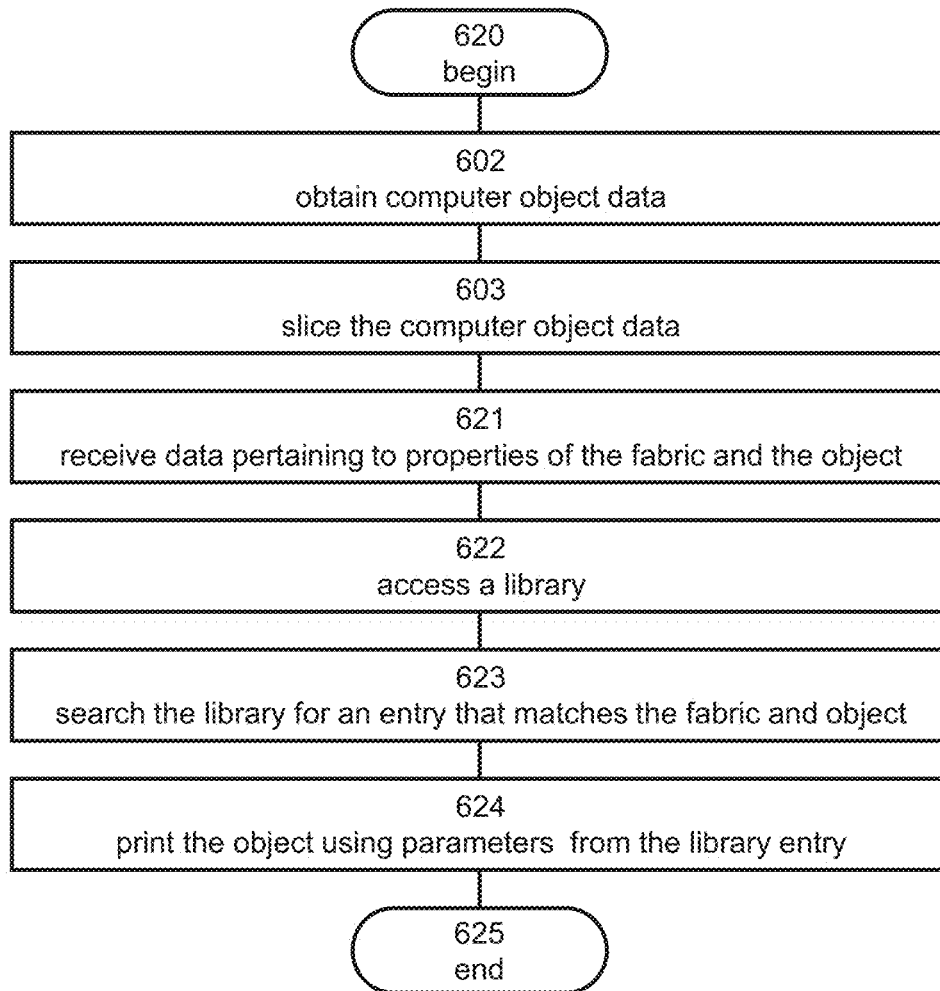 620
begin
602
obtain computer object data
603
slice the computer object data
621
receive data pertaining to properties of the fabric and the object
622
access a library
623
search the library for an entry that matches the fabric and object
624
print the object using parameters from the library entry
625
end